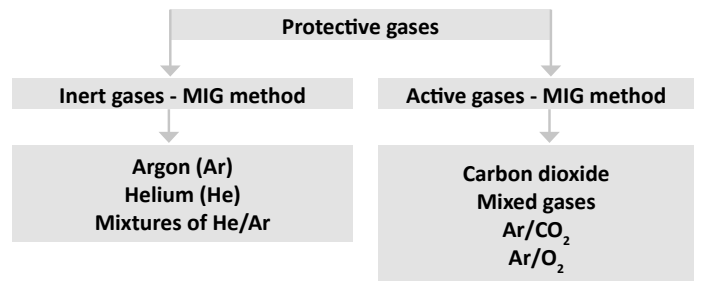 Protective gases
Inert gases - MIG method
Active gases - MIG method
Argon (Ar)
Helium (He)
Mixtures of He/Ar
Carbon dioxide
Mixed gases
Ar/CO₂
Ar/O₂